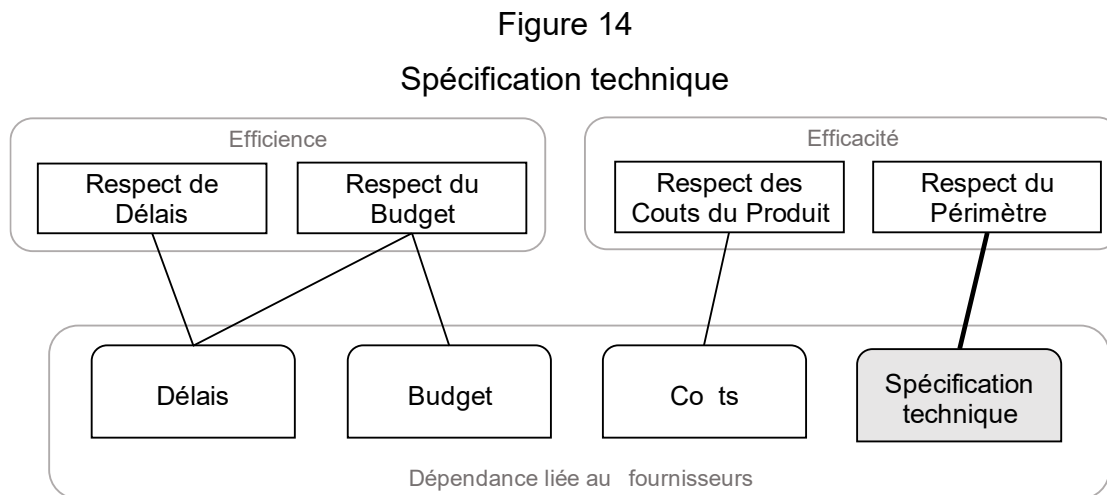 Figure 14
Spécification technique
Efficience
Efficacité
Respect de
Délais
Respect du
Budget
Respect des
Couts du Produit
Respect du
Périmètre
Délais
Budget
Co ts
Spécification
technique
Dépendance liée au fournisseurs